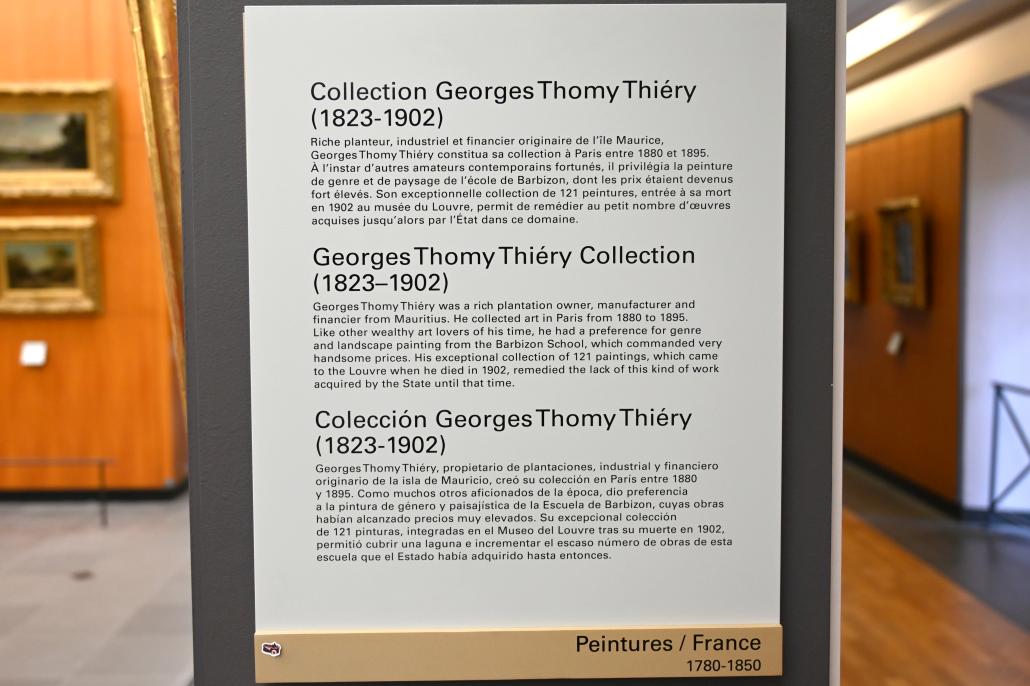 Collection Georges Thomy Thiéry
(1823-1902)
Riche planteur, industriel et financier originaire de l'île Maurice,
Georges Thomy Thiéry constitua sa collection à Paris entre 1880 et 1895.
À l'instar d'autres amateurs contemporains fortunés, il privilégia la peinture
de genre et de paysage de l'école de Barbizon, dont les prix étaient devenus
fort élevés. Son exceptionnelle collection de 121 peintures, entrée à sa mort
en 1902 au musée du Louvre, permit de remédier au petit nombre d'œuvres
acquises jusqu'alors par l'État dans ce domaine.
Georges Thomy Thiéry Collection
(1823–1902)
Georges Thomy Thiéry was a rich plantation owner, manufacturer and
financier from Mauritius. He collected art in Paris from 1880 to 1895.
Like other wealthy art lovers of his time, he had a preference for genre
and landscape painting from the Barbizon School, which commanded very
handsome prices. His exceptional collection of 121 paintings, which came
to the Louvre when he died in 1902, remedied the lack of this kind of work
acquired by the State until that time.
Colección Georges Thomy Thiéry
(1823-1902)
Georges Thomy Thiéry, propietario de plantaciones, industrial y financiero
originario de la isla de Mauricio, creó su colección en París entre 1880
y 1895. Como muchos otros aficionados de la época, dio preferencia
a la pintura de género y paisajística de la Escuela de Barbizon, cuyas obras
habían alcanzado precios muy elevados. Su excepcional colección
de 121 pinturas, integradas en el Museo del Louvre tras su muerte en 1902,
permitió cubrir una laguna e incrementar el escaso número de obras de esta
escuela que el Estado había adquirido hasta entonces.
Peintures / France
1780-1850